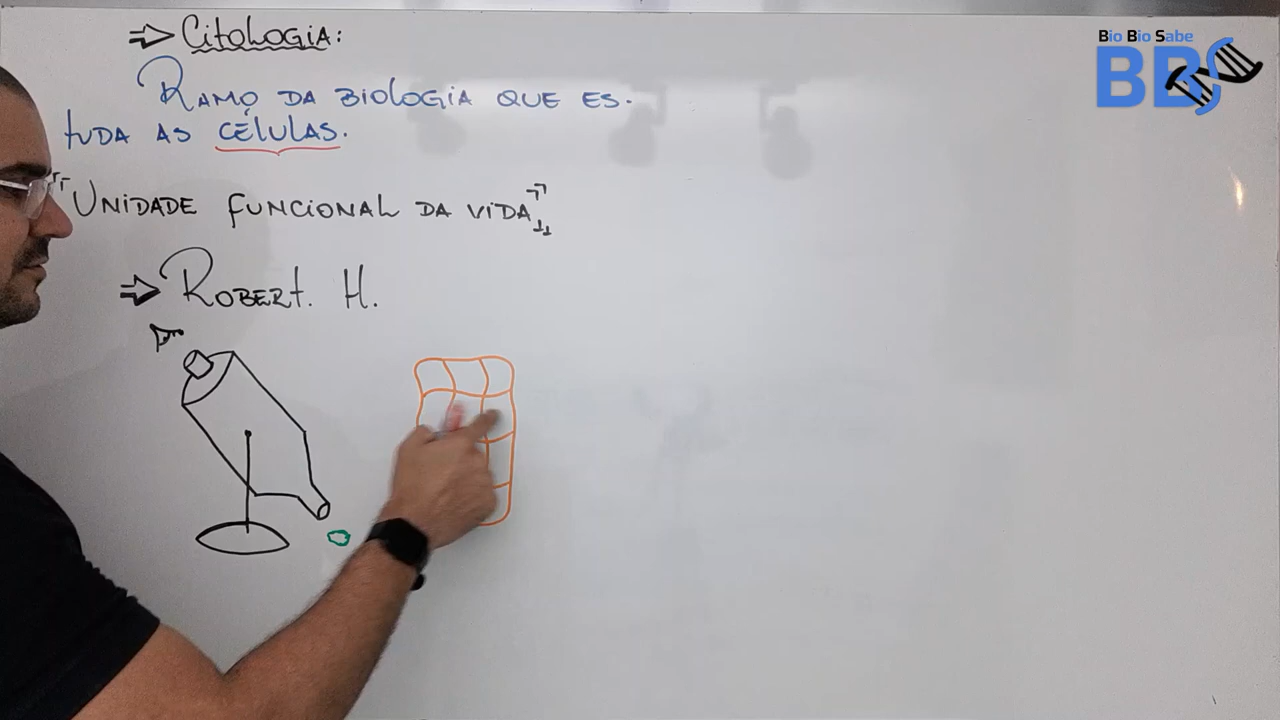 ⇒ Citologia:
Ramo da Biologia que es-
tuda as células.
"Unidade funcional da vida"
⇒ Robert. H.
Bio Bio Sabe
BBS